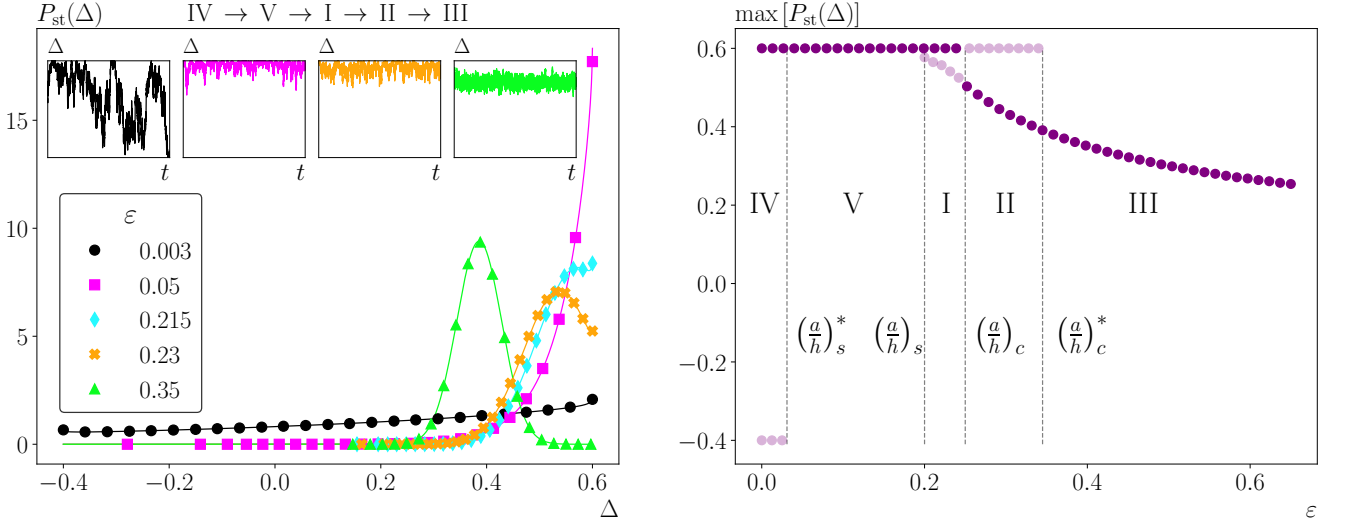 P_st(Δ) IV → V → I → II → III
Δ Δ Δ Δ
t t t t
15
10
5
0
ε
0.003
0.05
0.215
0.23
0.35
−0.4 −0.2 0.0 0.2 0.4 0.6
Δ
max [P_st(Δ)]
0.6
0.4
0.2
0.0
−0.2
−0.4
IV V I II III
(a/h)*_s (a/h)_s (a/h)_c (a/h)*_c
0.0 0.2 0.4 0.6
ε